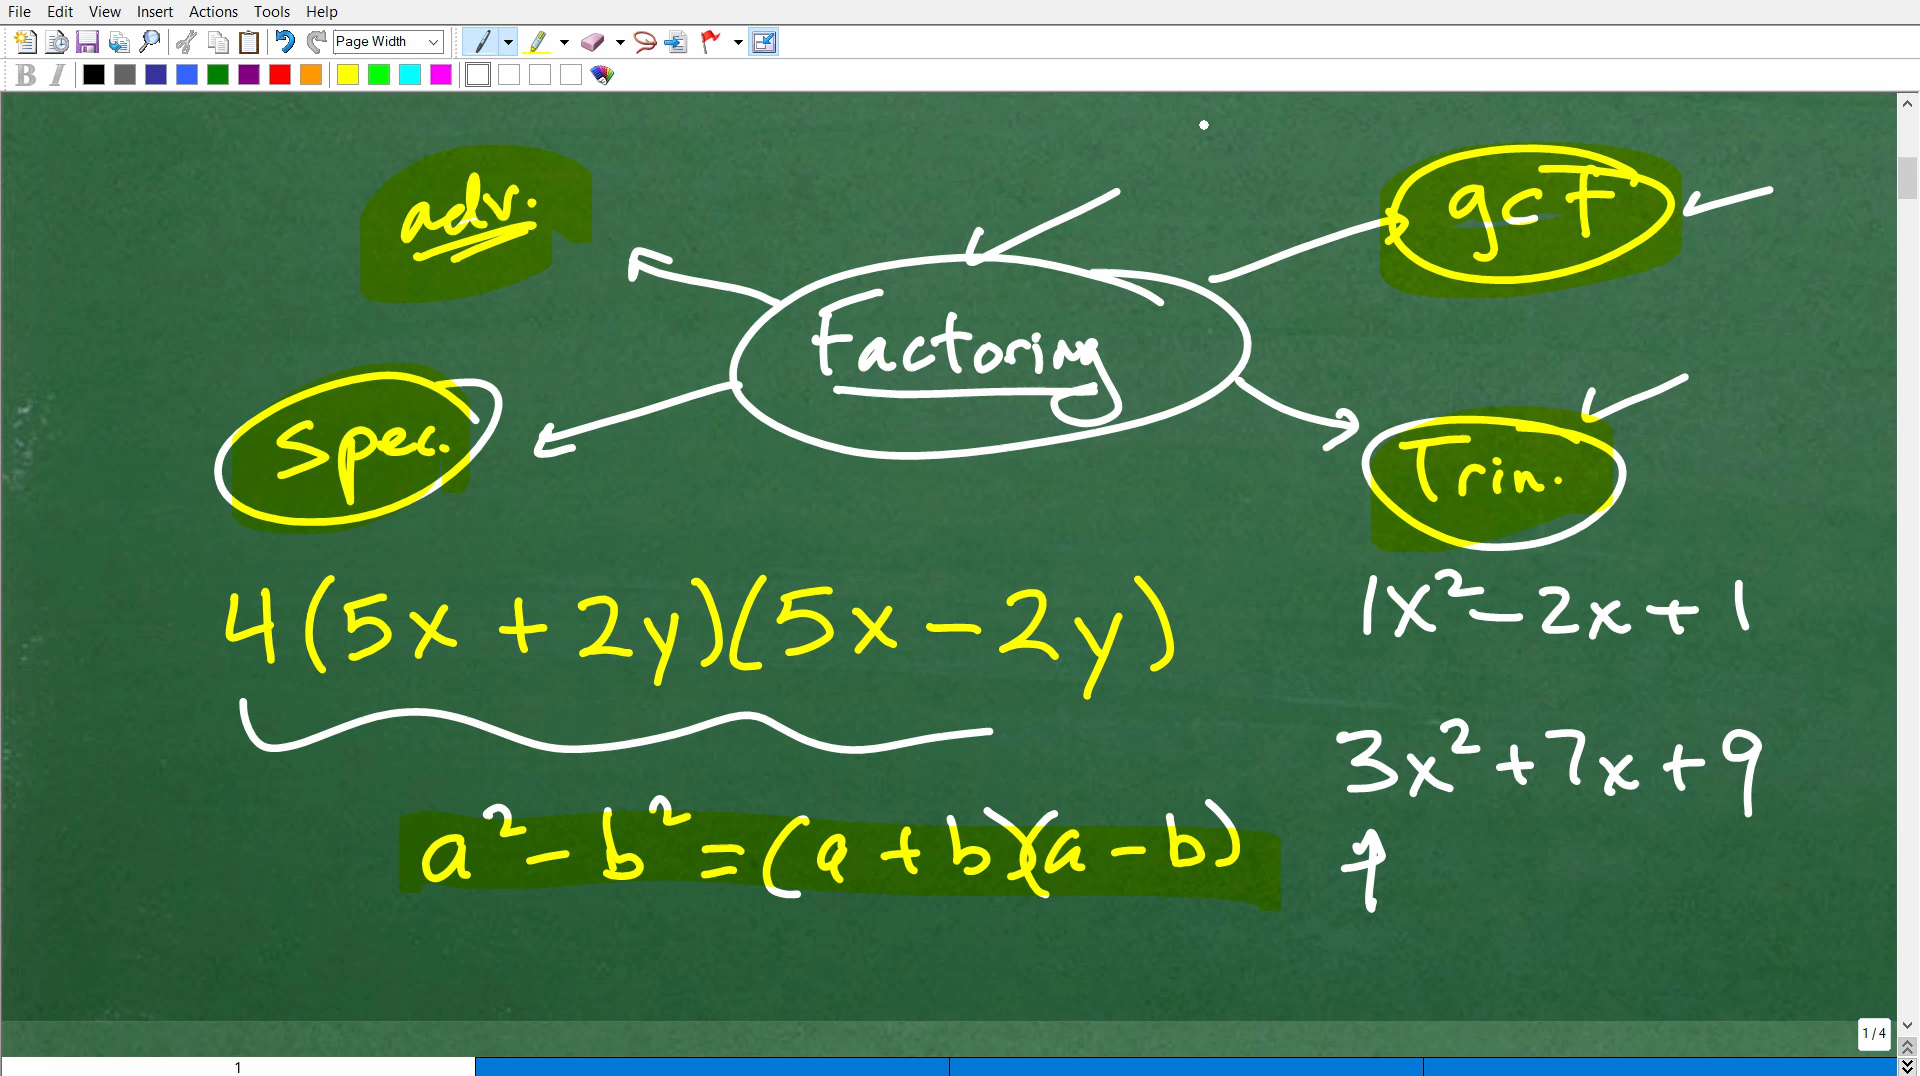 File Edit View Insert Actions Tools Help
Page Width
B I
adv.
gcF
Factoring
Spec.
Trin.
4(5x + 2y)(5x - 2y)
1x² - 2x + 1
3x² + 7x + 9
a² - b² = (a + b)(a - b)
1 / 4
1